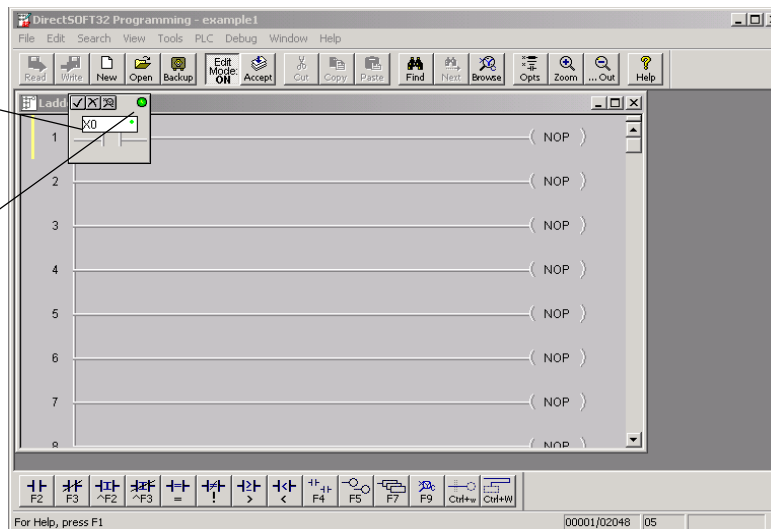 DirectSOFT32 Programming - example1
File Edit Search View Tools PLC Debug Window Help
Read Write New Open Backup Edit Mode: ON Accept Cut Copy Paste Find Next Browse Opts Zoom ... Out Help
Ladd
X0
1 ( NOP )
2 ( NOP )
3 ( NOP )
4 ( NOP )
5 ( NOP )
6 ( NOP )
7 ( NOP )
8 ( NOP )
F2 F3 ^F2 ^F3 = ! > < F4 F5 F7 F9 Ctrl+w Ctrl+W
For Help, press F1 00001/02048 05